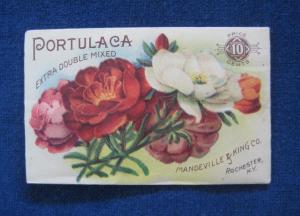 PORTULACA
EXTRA DOUBLE MIXED
PRICE
10
CENTS
MANDEVILLE & KING CO.
ROCHESTER,
N.Y.